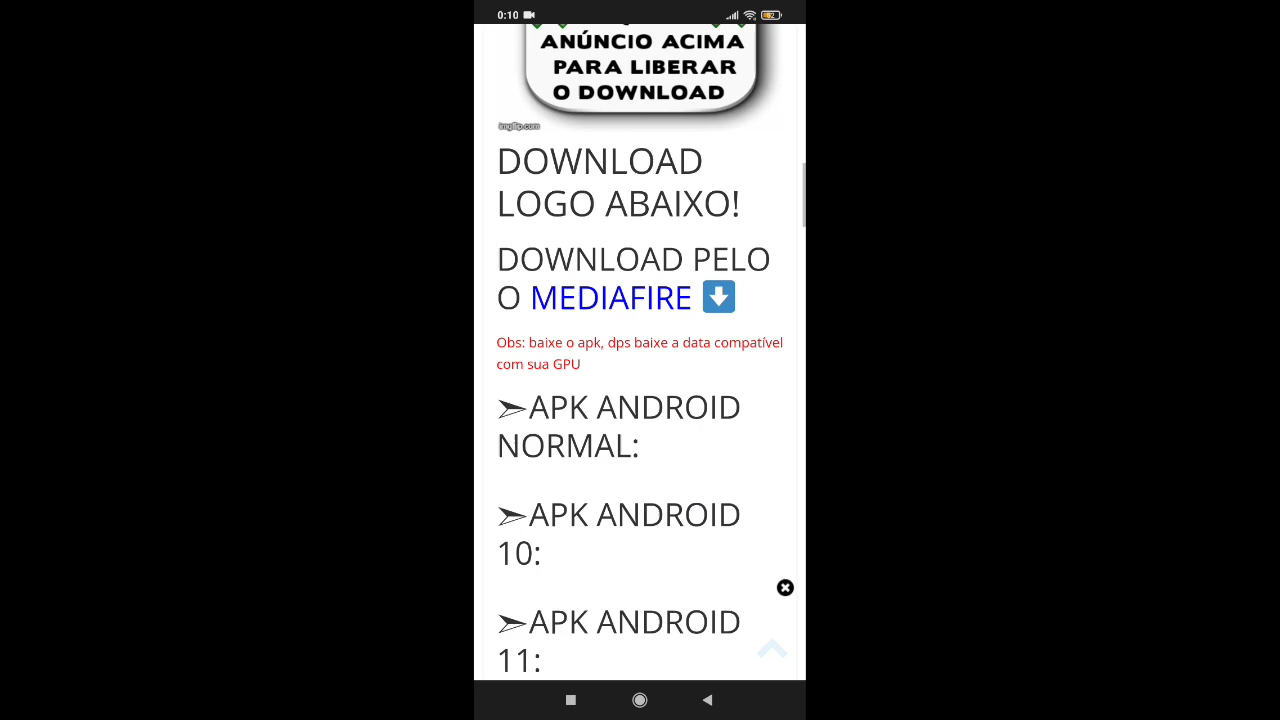 0:10
ANÚNCIO ACIMA
PARA LIBERAR
O DOWNLOAD
imgflip.com
DOWNLOAD
LOGO ABAIXO!
DOWNLOAD PELO
O MEDIAFIRE ⬇
Obs: baixe o apk, dps baixe a data compatível
com sua GPU
➣APK ANDROID
NORMAL:
➣APK ANDROID
10:
➣APK ANDROID
11: